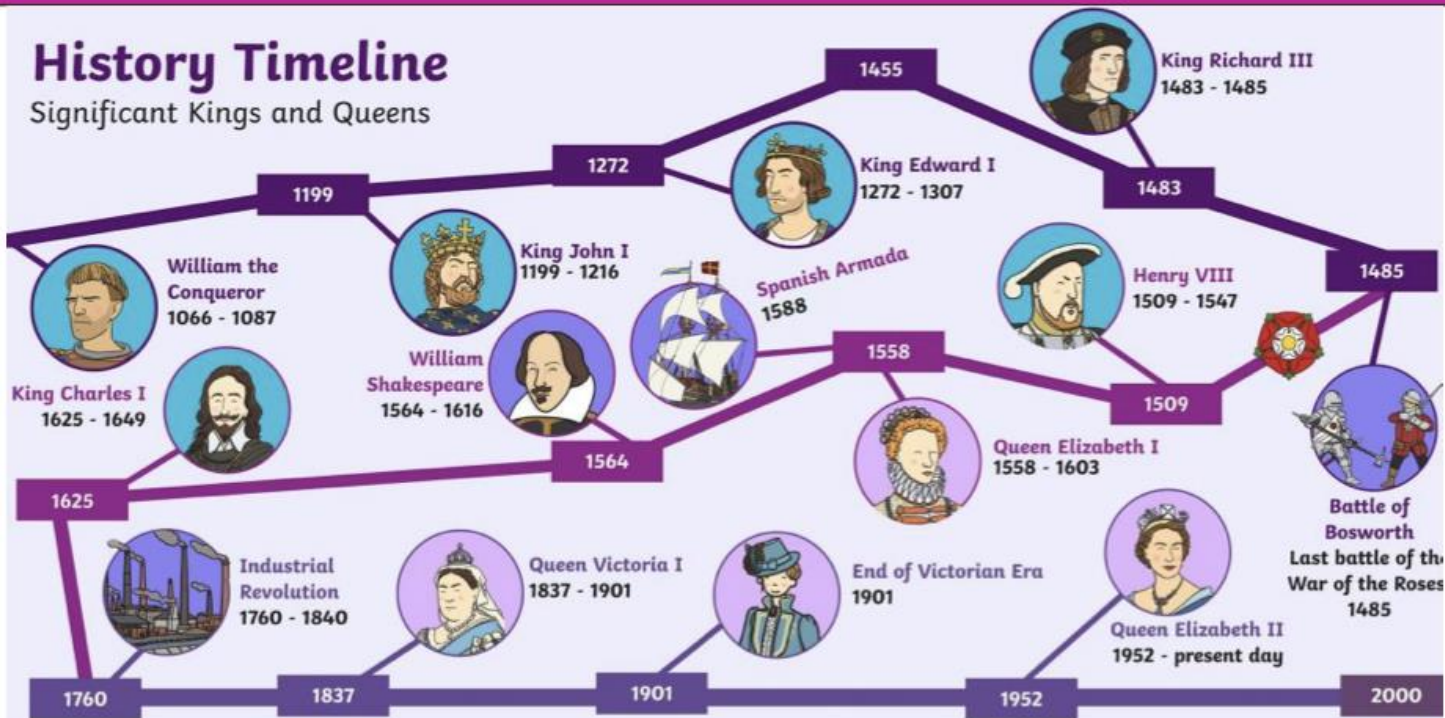 History Timeline
Significant Kings and Queens
1455
King Richard III
1483 - 1485
1272
King Edward I
1272 - 1307
1483
1199
William the
Conqueror
1066 - 1087
King John I
1199 - 1216
Spanish Armada
1588
Henry VIII
1509 - 1547
1485
King Charles I
1625 - 1649
William
Shakespeare
1564 - 1616
1558
1509
Queen Elizabeth I
1558 - 1603
1564
1625
Battle of
Bosworth
Last battle of the
War of the Roses
1485
Industrial
Revolution
1760 - 1840
Queen Victoria I
1837 - 1901
End of Victorian Era
1901
Queen Elizabeth II
1952 - present day
1760
1837
1901
1952
2000